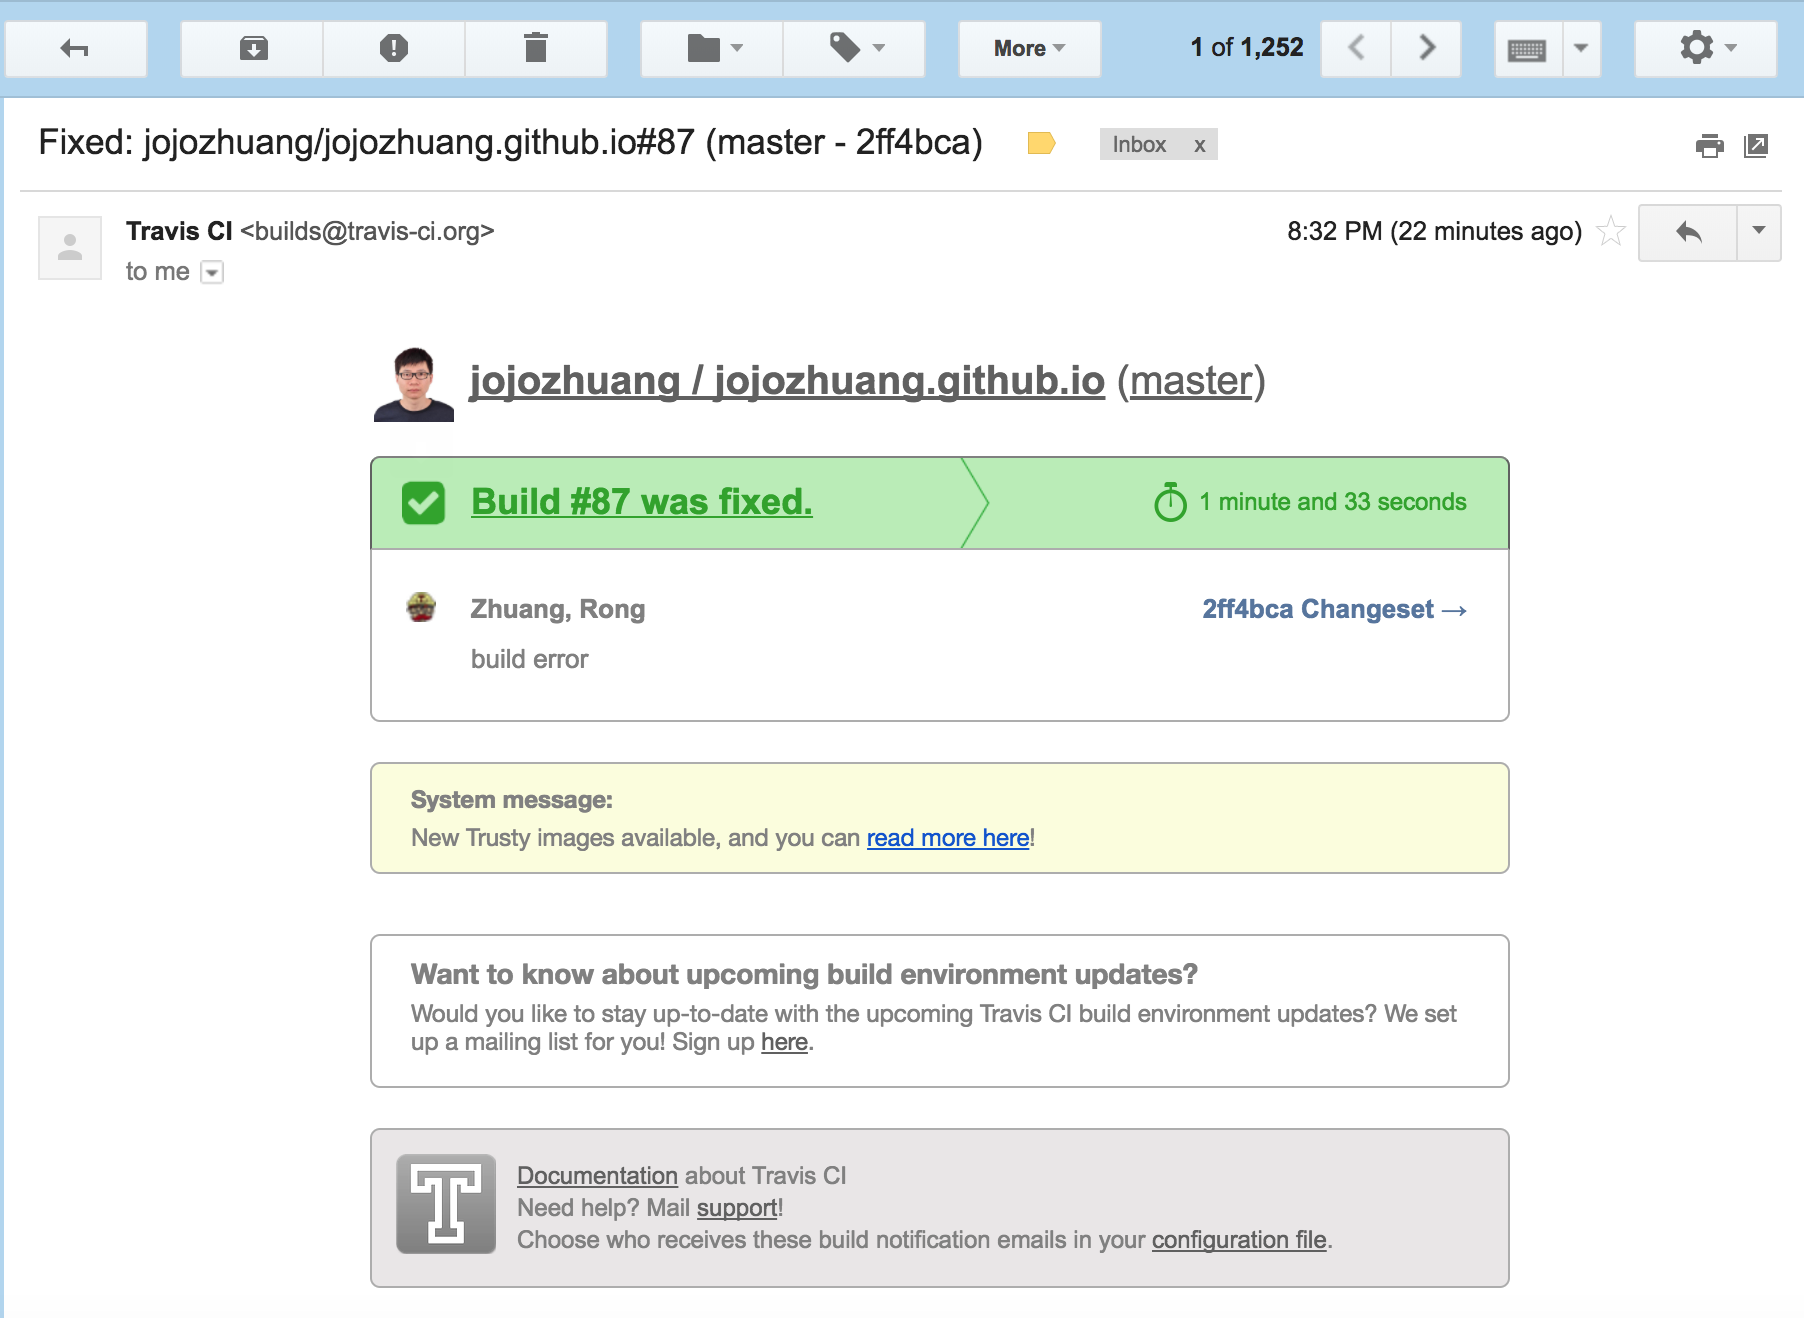 More
1 of 1,252
Fixed: jojozhuang/jojozhuang.github.io#87 (master - 2ff4bca)
Inbox x
Travis CI <builds@travis-ci.org>
8:32 PM (22 minutes ago)
to me
jojozhuang / jojozhuang.github.io (master)
Build #87 was fixed.
1 minute and 33 seconds
Zhuang, Rong
2ff4bca Changeset →
build error
System message:
New Trusty images available, and you can read more here!
Want to know about upcoming build environment updates?
Would you like to stay up-to-date with the upcoming Travis CI build environment updates? We set
up a mailing list for you! Sign up here.
T
Documentation about Travis CI
Need help? Mail support!
Choose who receives these build notification emails in your configuration file.